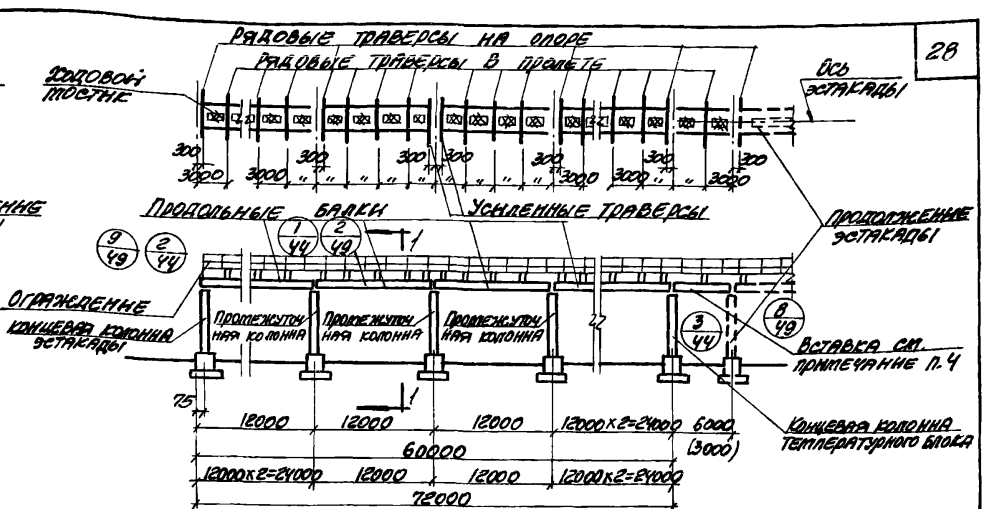 РЯДОВЫЕ ТРАВЕРСЫ НА ОПОРЕ
28
РЯДОВЫЕ ТРАВЕРСЫ В ПРОЛЕТЕ
ХОДОВОЙ
МОСТИК
ОСЬ
ЭСТАКАДЫ
300 300 300 300 300 300 300
3000 3000 " " " " " " " " 3000 " " 3000
ПРОДОЛЬНЫЕ БАЛКИ
УСИЛЕННЫЕ ТРАВЕРСЫ
ПРОДОЛЖЕНИЕ
ЭСТАКАДЫ
9
49
2
44
1
44
2
49
1
ОГРАЖДЕНИЕ
КОНЦЕВАЯ КОЛОННА
ЭСТАКАДЫ
ПРОМЕЖУТОЧ
НАЯ КОЛОННА
ПРОМЕЖУТОЧ
НАЯ КОЛОННА
ПРОМЕЖУТОЧ
НАЯ КОЛОННА
3
44
8
49
ВСТАВКА СМ.
ПРИМЕЧАНИЕ П.4
75
1
12000 12000 12000 12000×2=24000 6000
(3000)
КОНЦЕВАЯ КОЛОННА
ТЕМПЕРАТУРНОГО БЛОКА
60000
12000×2=24000 12000 12000 12000×2=24000
72000